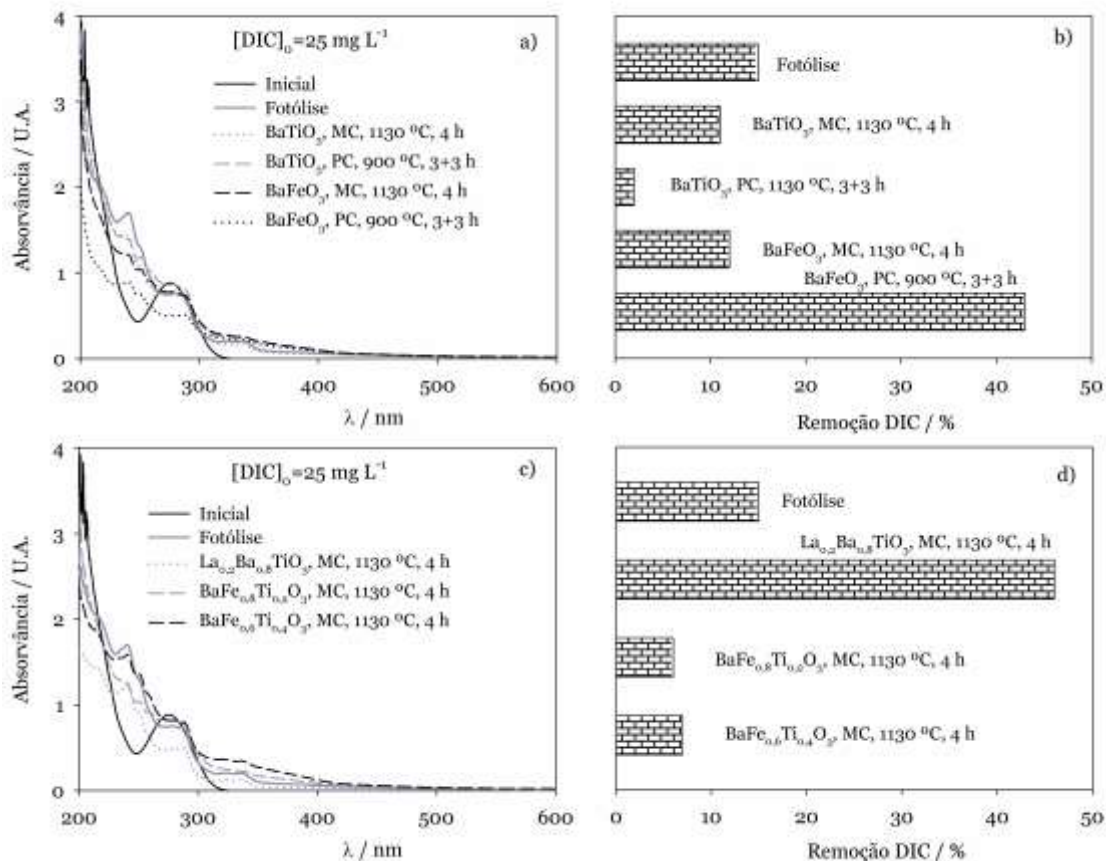 [DIC]₀=25 mg L⁻¹
a)
Inicial
Fotólise
BaTiO₃, MC, 1130 ºC, 4 h
BaTiO₃, PC, 900 ºC, 3+3 h
BaFeO₃, MC, 1130 ºC, 4 h
BaFeO₃, PC, 900 ºC, 3+3 h
Absorvância / U.A.
4
3
2
1
0
200
300
400
500
600
λ / nm
b)
Fotólise
BaTiO₃, MC, 1130 ºC, 4 h
BaTiO₃, PC, 1130 ºC, 3+3 h
BaFeO₃, MC, 1130 ºC, 4 h
BaFeO₃, PC, 900 ºC, 3+3 h
0
10
20
30
40
50
Remoção DIC / %
[DIC]₀=25 mg L⁻¹
c)
Inicial
Fotólise
La₀,₂Ba₀,₈TiO₃, MC, 1130 ºC, 4 h
MC, 1130 ºC, 4 h
BaFe₀,₆Ti₀,₄O₃, MC, 1130 ºC, 4 h
Absorvância / U.A.
4
3
2
1
0
200
300
400
500
600
λ / nm
d)
Fotólise
La₀,₂Ba₀,₈TiO₃, MC, 1130 ºC, 4 h
MC, 1130 ºC, 4 h
BaFe₀,₆Ti₀,₄O₃, MC, 1130 ºC, 4 h
0
10
20
30
40
50
Remoção DIC / %